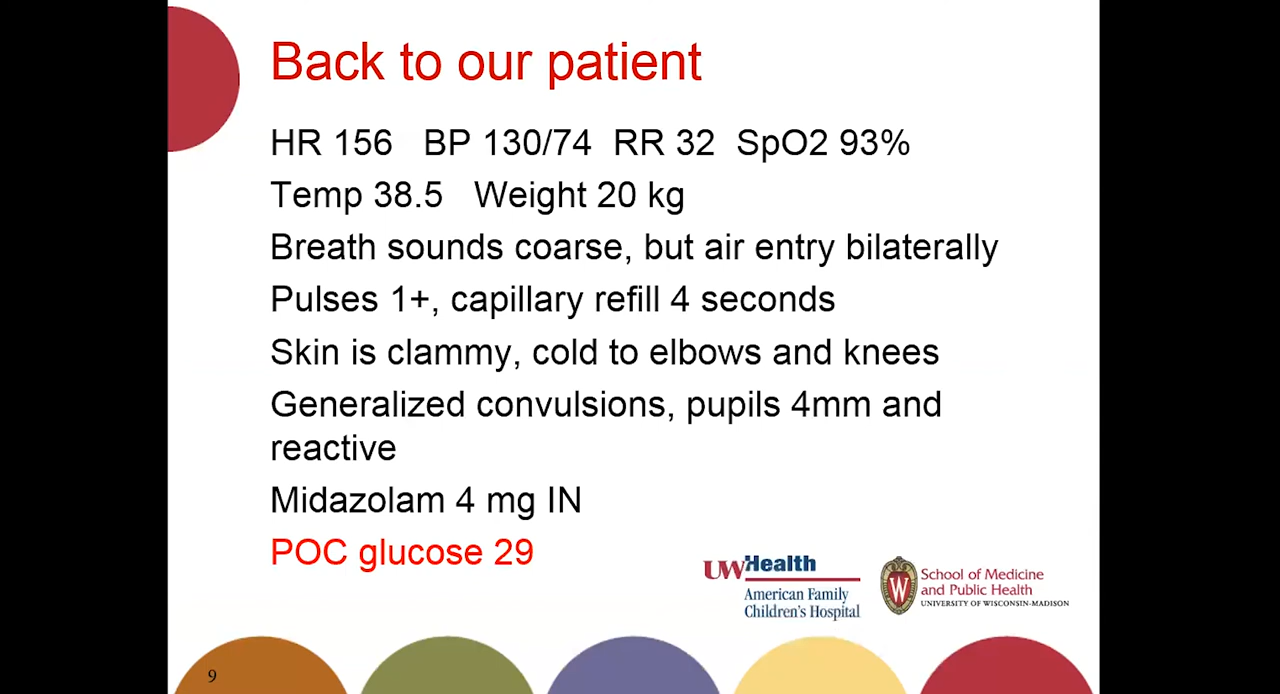 Back to our patient
HR 156 BP 130/74 RR 32 SpO2 93%
Temp 38.5 Weight 20 kg
Breath sounds coarse, but air entry bilaterally
Pulses 1+, capillary refill 4 seconds
Skin is clammy, cold to elbows and knees
Generalized convulsions, pupils 4mm and
reactive
Midazolam 4 mg IN
POC glucose 29
UWHealth
American Family
Children's Hospital
W
School of Medicine
and Public Health
UNIVERSITY OF WISCONSIN-MADISON
9